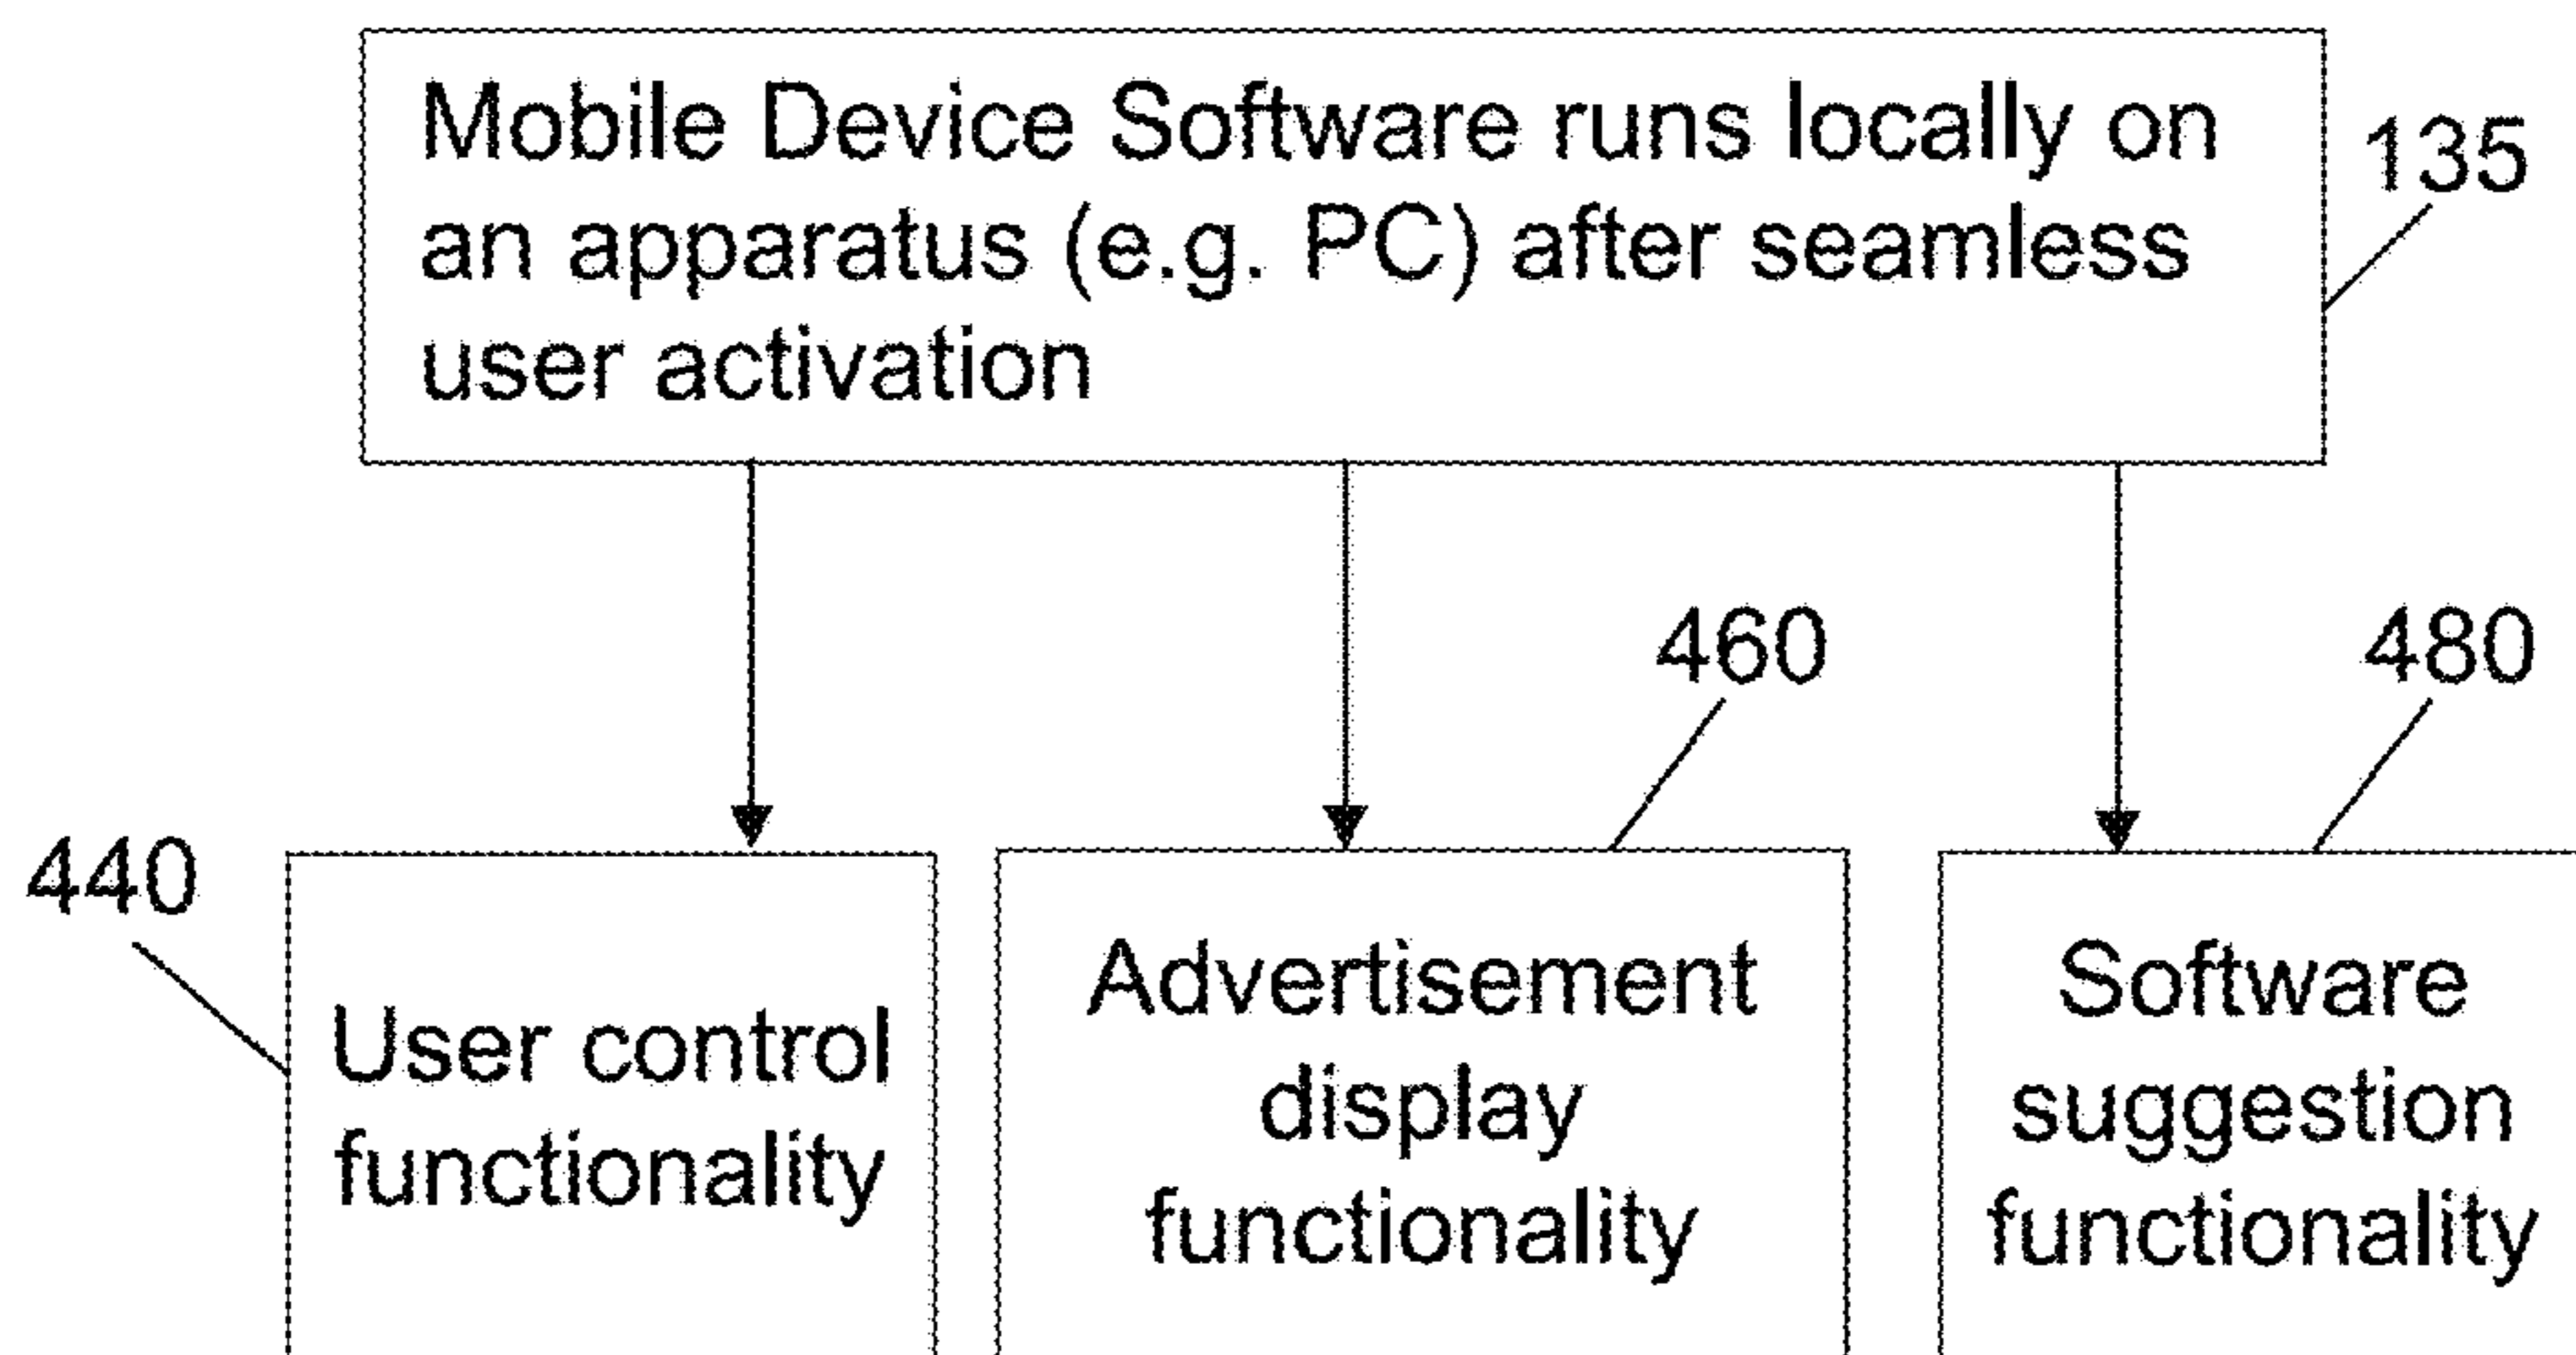 Mobile Device Software runs locally on
an apparatus (e.g. PC) after seamless
user activation
135
460
480
440
User control
functionality
Advertisement
display
functionality
Software
suggestion
functionality